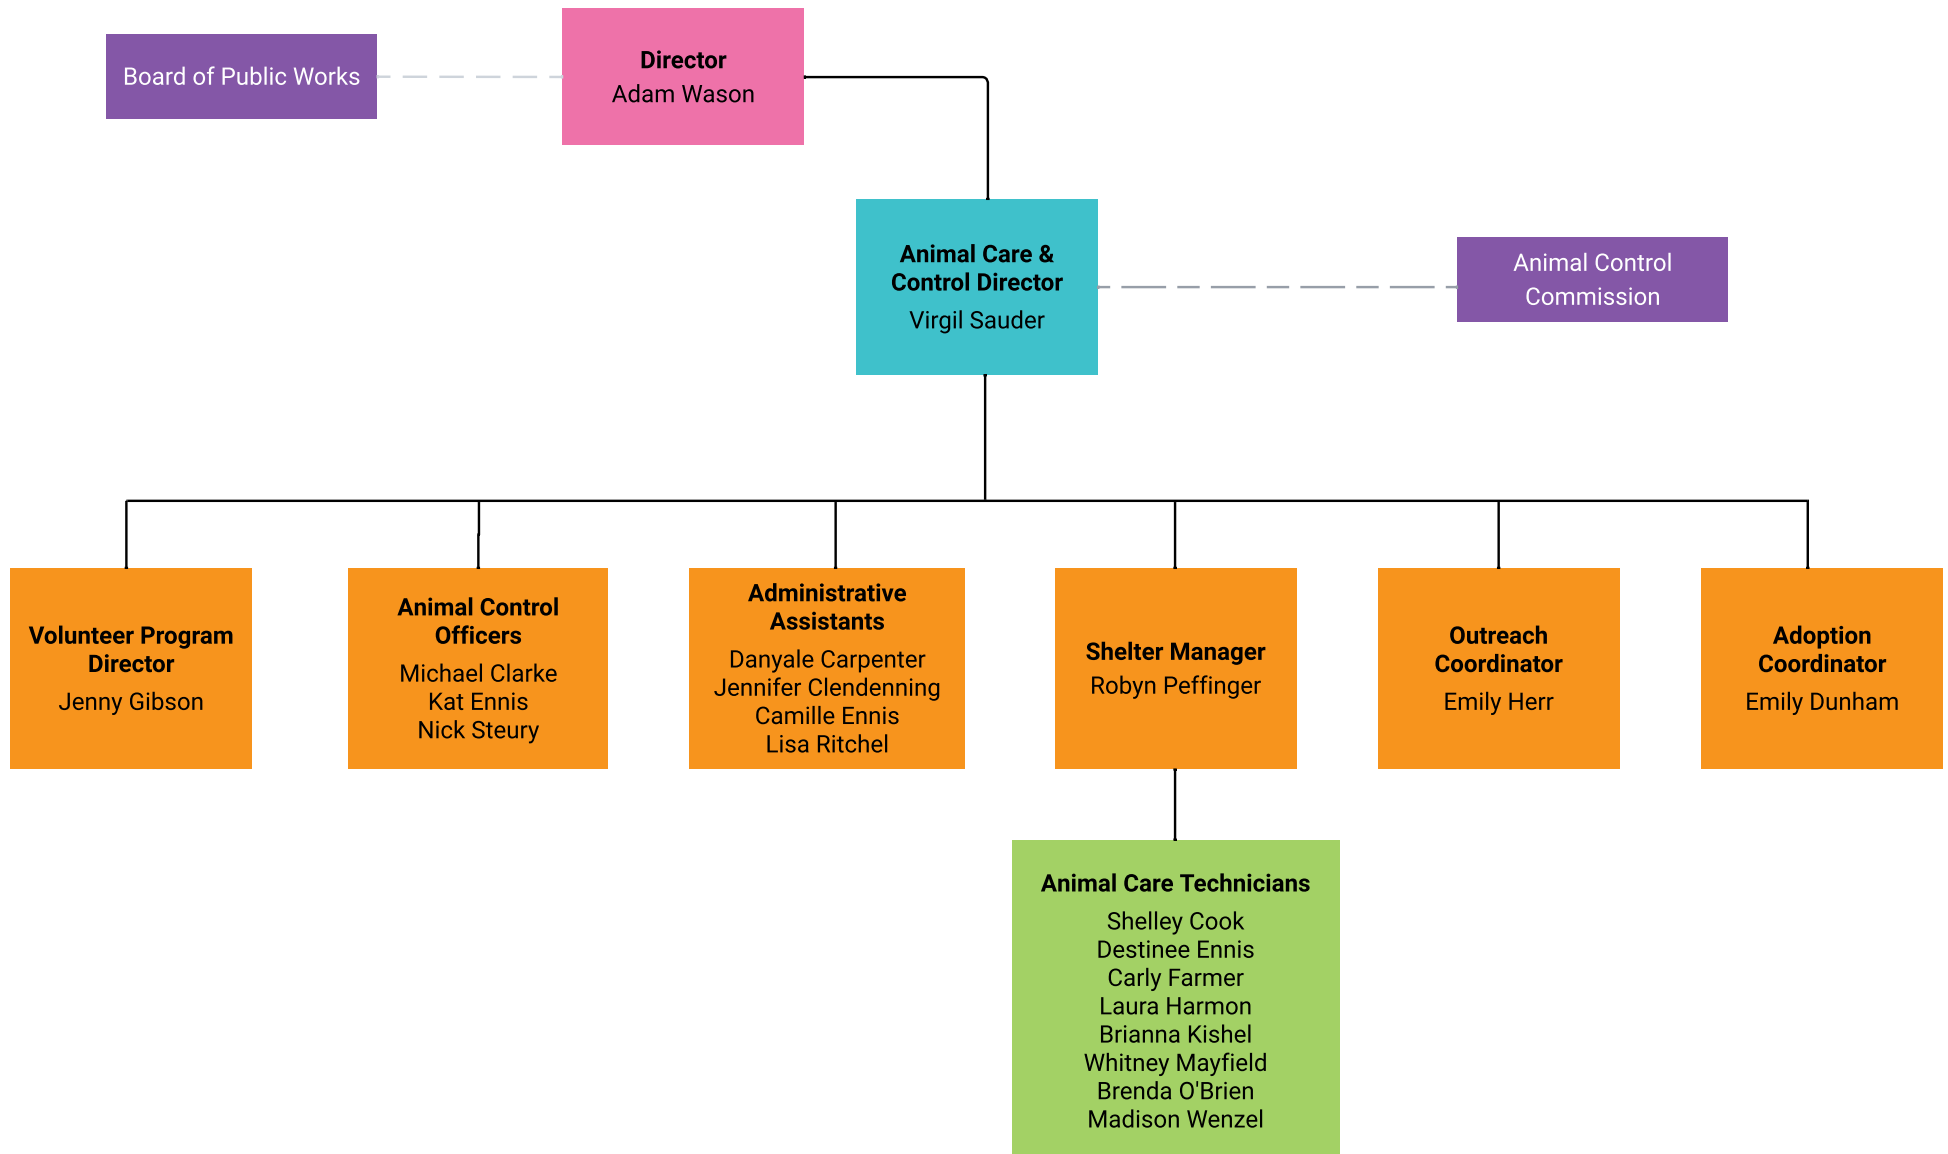 Board of Public Works
Director
Adam Wason
Animal Care &
Control Director
Virgil Sauder
Animal Control
Commission
Volunteer Program
Director
Jenny Gibson
Animal Control
Officers
Michael Clarke
Kat Ennis
Nick Steury
Administrative
Assistants
Danyale Carpenter
Jennifer Clendenning
Camille Ennis
Lisa Ritchel
Shelter Manager
Robyn Peffinger
Outreach
Coordinator
Emily Herr
Adoption
Coordinator
Emily Dunham
Animal Care Technicians
Shelley Cook
Destinee Ennis
Carly Farmer
Laura Harmon
Brianna Kishel
Whitney Mayfield
Brenda O'Brien
Madison Wenzel